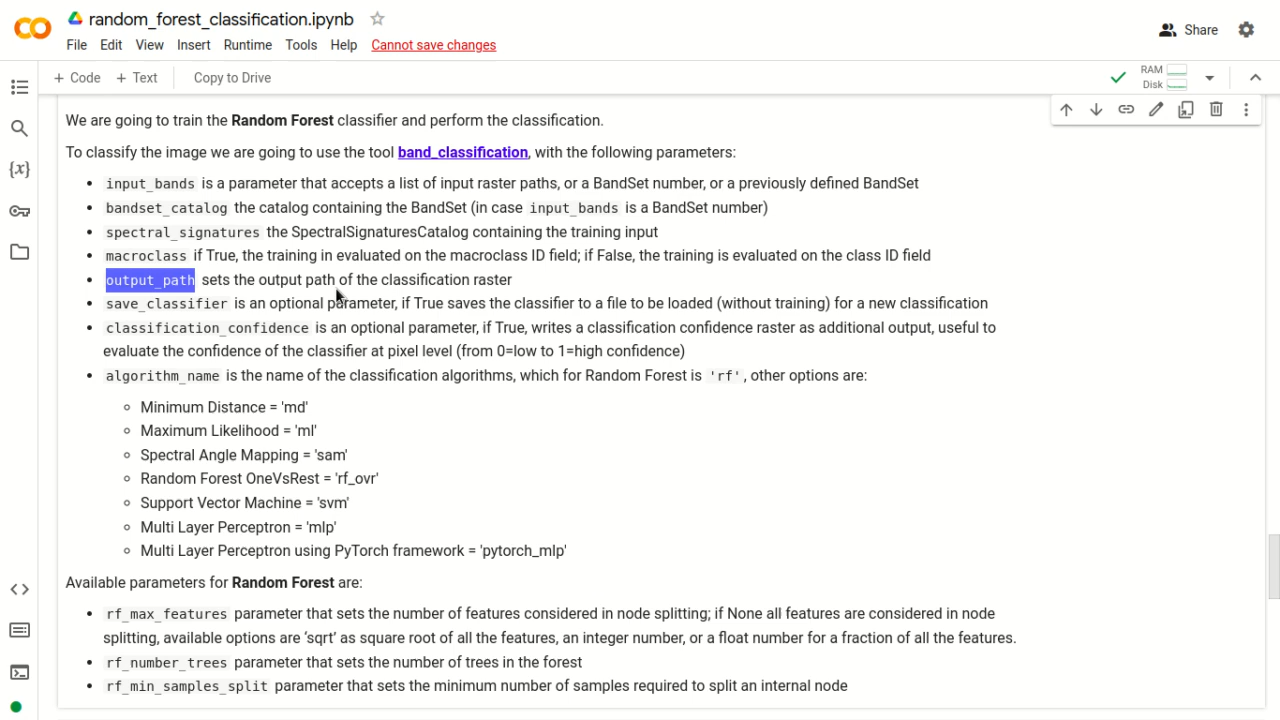 random_forest_classification.ipynb
File Edit View Insert Runtime Tools Help Cannot save changes
Share
+ Code + Text Copy to Drive
RAM
Disk
We are going to train the Random Forest classifier and perform the classification.
To classify the image we are going to use the tool band_classification, with the following parameters:
• input_bands is a parameter that accepts a list of input raster paths, or a BandSet number, or a previously defined BandSet
• bandset_catalog the catalog containing the BandSet (in case input_bands is a BandSet number)
• spectral_signatures the SpectralSignaturesCatalog containing the training input
• macroclass if True, the training in evaluated on the macroclass ID field; if False, the training is evaluated on the class ID field
• output_path sets the output path of the classification raster
• save_classifier is an optional parameter, if True saves the classifier to a file to be loaded (without training) for a new classification
• classification_confidence is an optional parameter, if True, writes a classification confidence raster as additional output, useful to
evaluate the confidence of the classifier at pixel level (from 0=low to 1=high confidence)
• algorithm_name is the name of the classification algorithms, which for Random Forest is 'rf', other options are:
◦ Minimum Distance = 'md'
◦ Maximum Likelihood = 'ml'
◦ Spectral Angle Mapping = 'sam'
◦ Random Forest OneVsRest = 'rf_ovr'
◦ Support Vector Machine = 'svm'
◦ Multi Layer Perceptron = 'mlp'
◦ Multi Layer Perceptron using PyTorch framework = 'pytorch_mlp'
Available parameters for Random Forest are:
• rf_max_features parameter that sets the number of features considered in node splitting; if None all features are considered in node
splitting, available options are ‘sqrt’ as square root of all the features, an integer number, or a float number for a fraction of all the features.
• rf_number_trees parameter that sets the number of trees in the forest
• rf_min_samples_split parameter that sets the minimum number of samples required to split an internal node